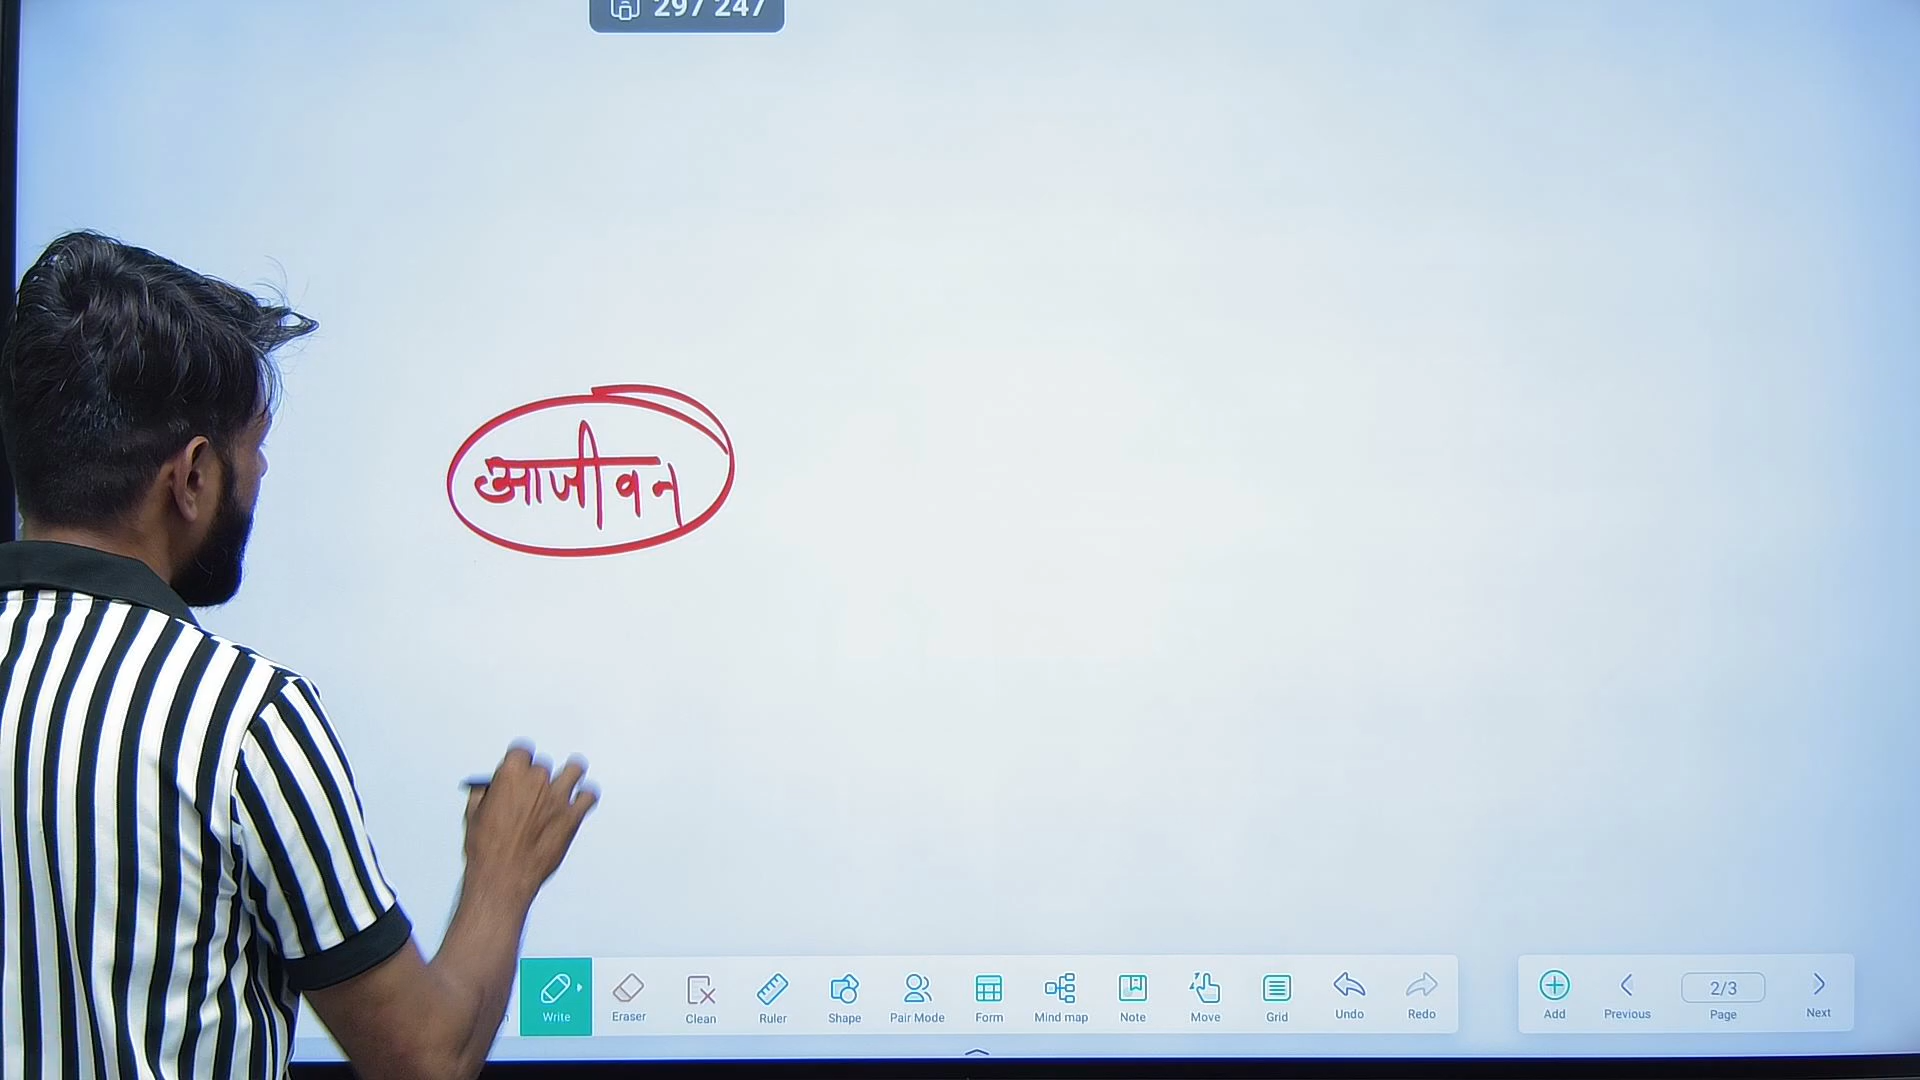 297 247
आजीवन
Write Eraser Clean Ruler Shape Pair Mode Form Mind map Note Move Grid Undo Redo Add Previous 2/3 Page Next